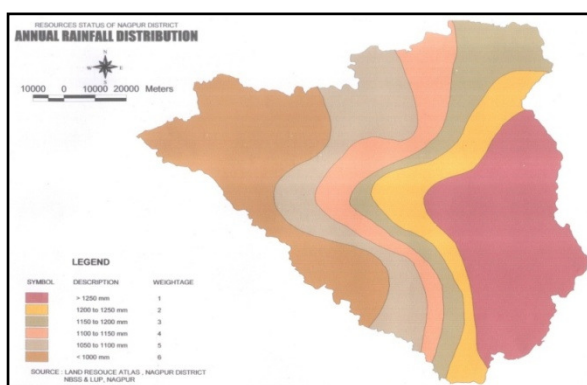 RESOURCES STATUS OF NAGPUR DISTRICT
ANNUAL RAINFALL DISTRIBUTION
N
W E
S
10000 0 10000 20000 Meters
LEGEND
SYMBOL DESCRIPTION WEIGHTAGE
> 1250 mm 1
1200 to 1250 mm 2
1150 to 1200 mm 3
1100 to 1150 mm 4
1050 to 1100 mm 5
< 1000 mm 6
SOURCE : LAND RESOUCE ATLAS , NAGPUR DISTRICT
NBSS & LUP, NAGPUR